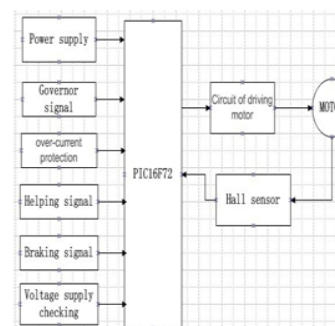 Power supply
Governor
signal
over-current
protection
Helping signal
Braking signal
Voltage supply
checking
PIC16F72
Circuit of driving
motor
Hall sensor